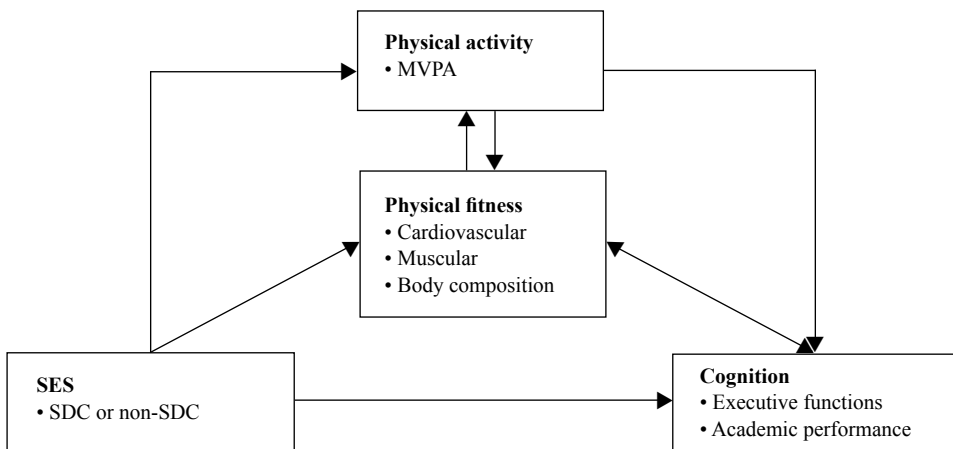 Physical activity
• MVPA
Physical fitness
• Cardiovascular
• Muscular
• Body composition
SES
• SDC or non-SDC
Cognition
• Executive functions
• Academic performance